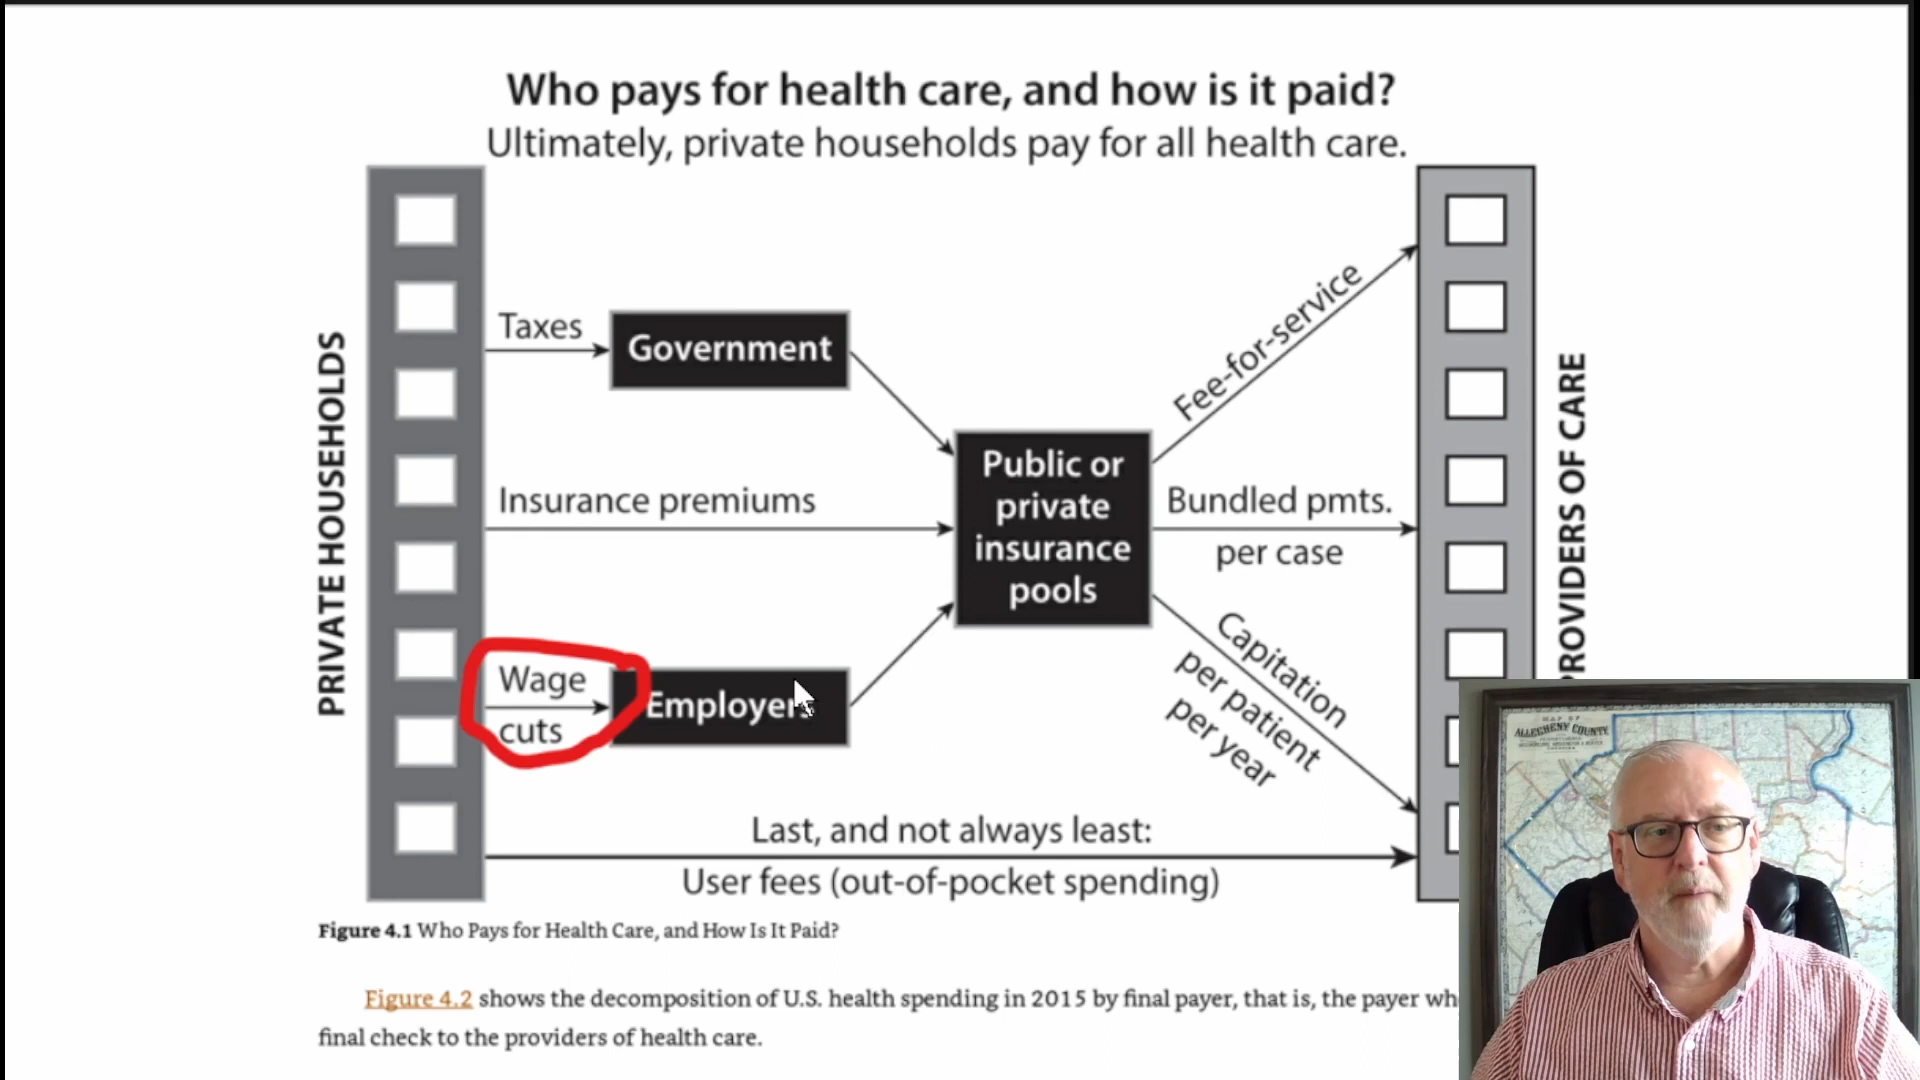 Who pays for health care, and how is it paid?
Ultimately, private households pay for all health care.
PRIVATE HOUSEHOLDS
Taxes
Government
Insurance premiums
Wage
cuts
Employers
Public or
private
insurance
pools
Fee-for-service
Bundled pmts.
per case
Capitation
per patient
per year
PROVIDERS OF CARE
Last, and not always least:
User fees (out-of-pocket spending)
Figure 4.1 Who Pays for Health Care, and How Is It Paid?
Figure 4.2 shows the decomposition of U.S. health spending in 2015 by final payer, that is, the payer
final check to the providers of health care.
MAP OF
ALLEGHENY COUNTY